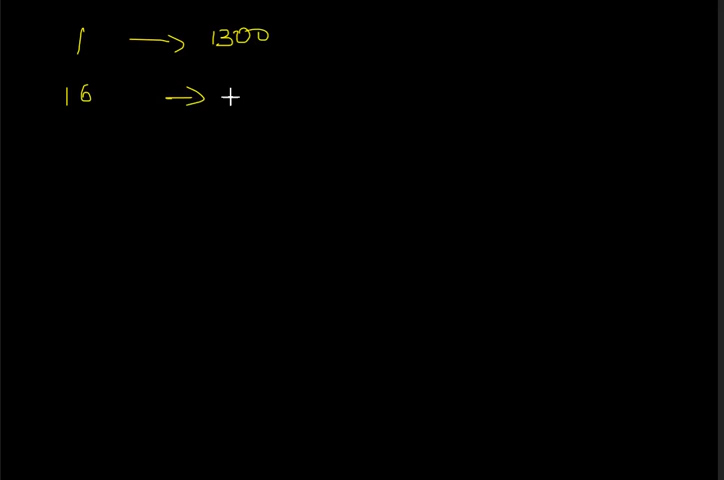 1 → 1300
16 →